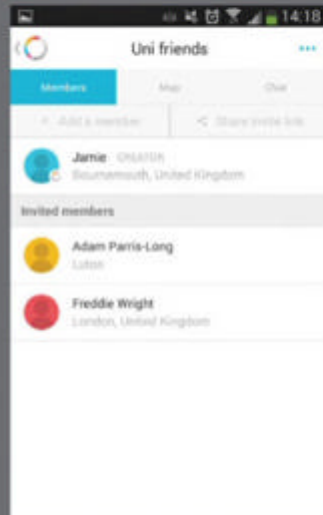 14:18
Uni friends
Members Map Chat
+ Add a member Share invite link
Jamie CREATOR
Bournemouth, United Kingdom
Invited members
Adam Parris-Long
Luton
Freddie Wright
London, United Kingdom